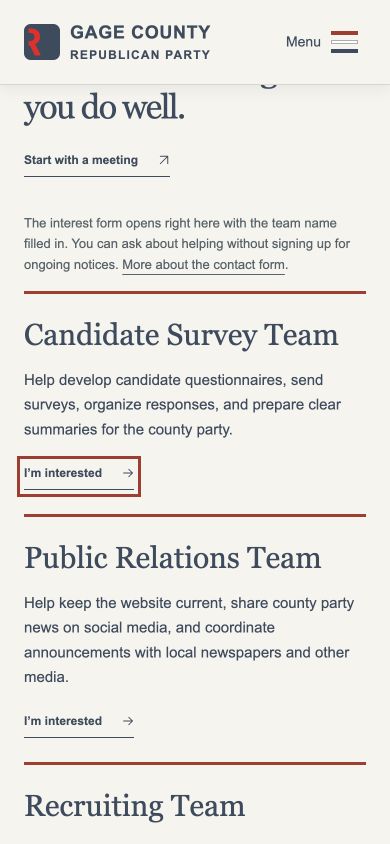 GAGE COUNTY
REPUBLICAN PARTY
Menu
you do well.
Start with a meeting
The interest form opens right here with the team name
filled in. You can ask about helping without signing up for
ongoing notices. More about the contact form.
Candidate Survey Team
Help develop candidate questionnaires, send
surveys, organize responses, and prepare clear
summaries for the county party.
I'm interested
Public Relations Team
Help keep the website current, share county party
news on social media, and coordinate
announcements with local newspapers and other
media.
I'm interested
Recruiting Team